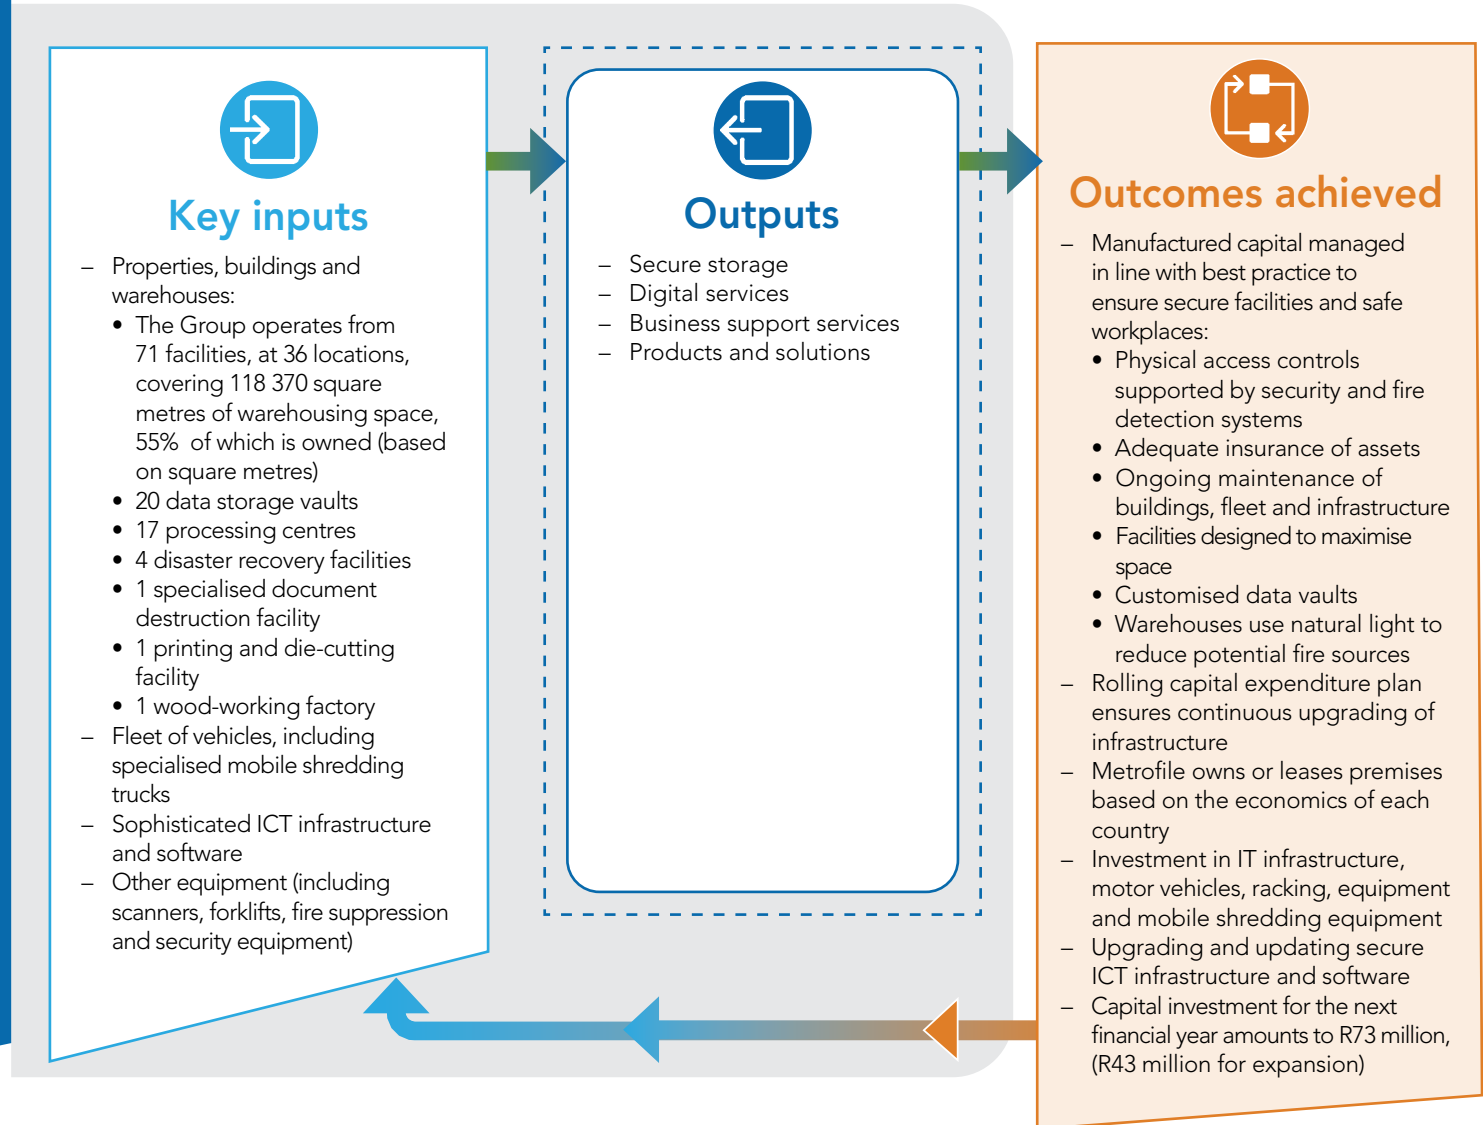 Key inputs
– Properties, buildings and
warehouses:
• The Group operates from
71 facilities, at 36 locations,
covering 118 370 square
metres of warehousing space,
55% of which is owned (based
on square metres)
• 20 data storage vaults
• 17 processing centres
• 4 disaster recovery facilities
• 1 specialised document
destruction facility
• 1 printing and die-cutting
facility
• 1 wood-working factory
– Fleet of vehicles, including
specialised mobile shredding
trucks
– Sophisticated ICT infrastructure
and software
– Other equipment (including
scanners, forklifts, fire suppression
and security equipment)
Outputs
– Secure storage
– Digital services
– Business support services
– Products and solutions
Outcomes achieved
– Manufactured capital managed
in line with best practice to
ensure secure facilities and safe
workplaces:
• Physical access controls
supported by security and fire
detection systems
• Adequate insurance of assets
• Ongoing maintenance of
buildings, fleet and infrastructure
• Facilities designed to maximise
space
• Customised data vaults
• Warehouses use natural light to
reduce potential fire sources
– Rolling capital expenditure plan
ensures continuous upgrading of
infrastructure
– Metrofile owns or leases premises
based on the economics of each
country
– Investment in IT infrastructure,
motor vehicles, racking, equipment
and mobile shredding equipment
– Upgrading and updating secure
ICT infrastructure and software
– Capital investment for the next
financial year amounts to R73 million,
(R43 million for expansion)